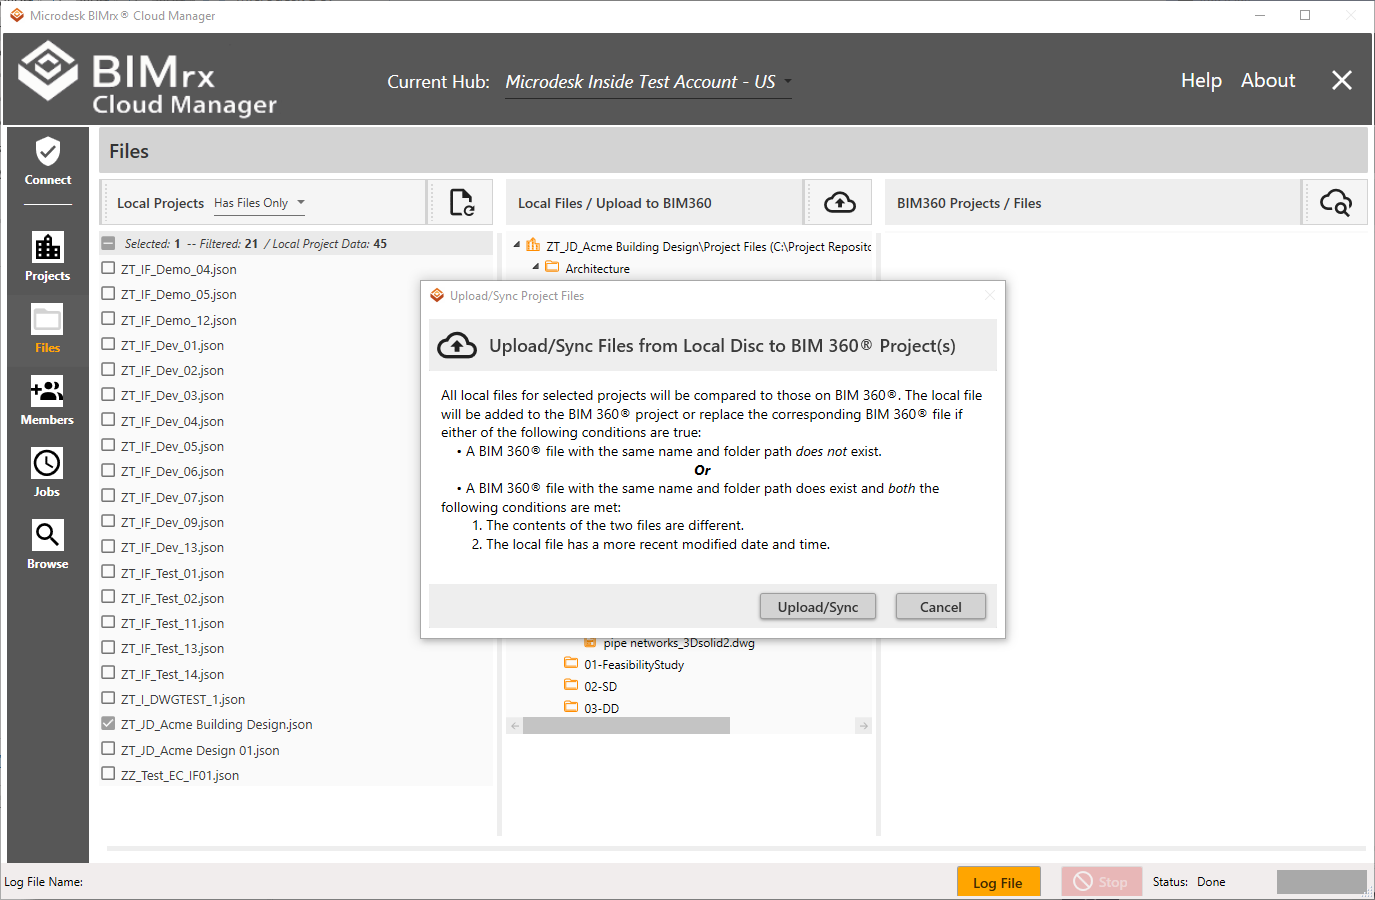 Microdesk BIMrx® Cloud Manager
BIMrx
Cloud Manager
Current Hub: Microdesk Inside Test Account - US
Help About
Connect
Projects
Files
Members
Jobs
Browse
Files
Local Projects Has Files Only
Selected: 1 -- Filtered: 21 / Local Project Data: 45
ZT_IF_Demo_04.json
ZT_IF_Demo_05.json
ZT_IF_Demo_12.json
ZT_IF_Dev_01.json
ZT_IF_Dev_02.json
ZT_IF_Dev_03.json
ZT_IF_Dev_04.json
ZT_IF_Dev_05.json
ZT_IF_Dev_06.json
ZT_IF_Dev_07.json
ZT_IF_Dev_09.json
ZT_IF_Dev_13.json
ZT_IF_Test_01.json
ZT_IF_Test_02.json
ZT_IF_Test_11.json
ZT_IF_Test_13.json
ZT_IF_Test_14.json
ZT_I_DWGTEST_1.json
ZT_JD_Acme Building Design.json
ZT_JD_Acme Design 01.json
ZZ_Test_EC_IF01.json
Local Files / Upload to BIM360
ZT_JD_Acme Building Design\Project Files (C:\Project Reposito
Architecture
pipe networks_3Dsolid2.dwg
01-FeasibilityStudy
02-SD
03-DD
BIM360 Projects / Files
Upload/Sync Project Files
Upload/Sync Files from Local Disc to BIM 360® Project(s)
All local files for selected projects will be compared to those on BIM 360®. The local file
will be added to the BIM 360® project or replace the corresponding BIM 360® file if
either of the following conditions are true:
• A BIM 360® file with the same name and folder path does not exist.
Or
• A BIM 360® file with the same name and folder path does exist and both the
following conditions are met:
1. The contents of the two files are different.
2. The local file has a more recent modified date and time.
Upload/Sync Cancel
Log File Name:
Log File
Stop
Status: Done